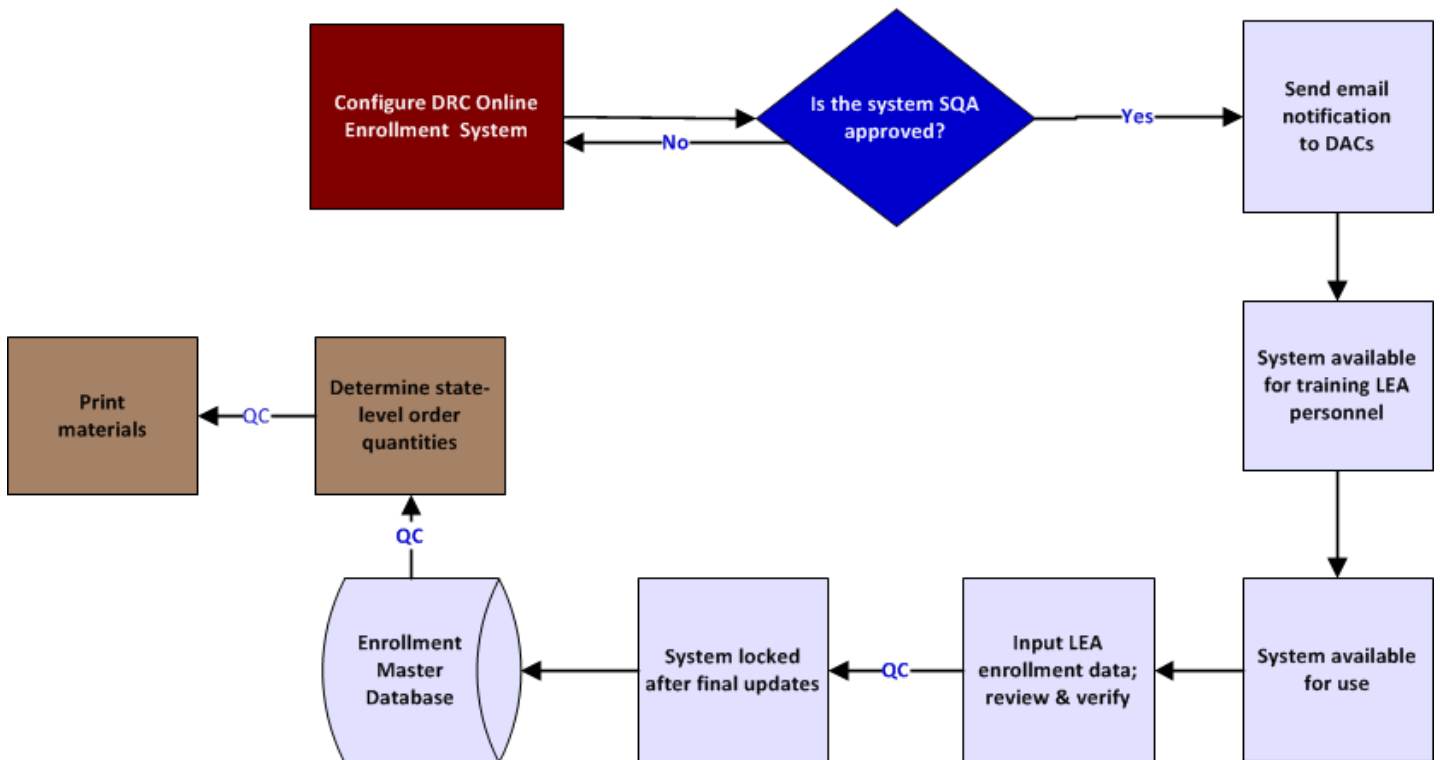 Configure DRC Online
Enrollment System
Is the system SQA
approved?
No
Yes
Send email
notification
to DACs
System available
for training LEA
personnel
System available
for use
Input LEA
enrollment data;
review & verify
QC
System locked
after final updates
Enrollment
Master
Database
QC
Determine state-
level order
quantities
QC
Print
materials